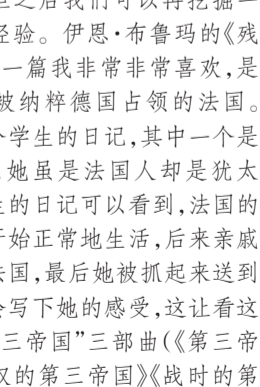 之后我们可以再挖掘一
经验。伊恩·布鲁玛的《残
一篇我非常非常喜欢,是
被纳粹德国占领的法国。
个学生的日记,其中一个是
她虽是法国人却是犹太
生的日记可以看到,法国的
开始正常地生活,后来亲戚
法国,最后她被抓起来送到
会写下她的感受,这让看这
三帝国”三部曲(《第三帝
权的第三帝国》《战时的第